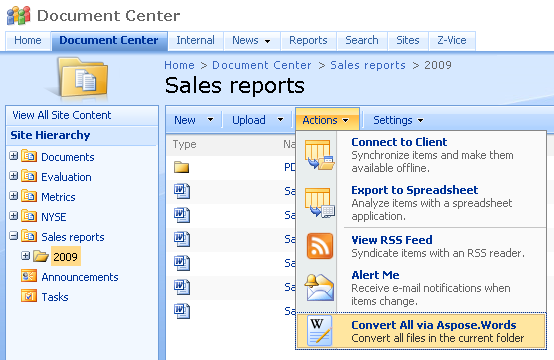 Document Center
Home Document Center Internal News Reports Search Sites Z-Vice
Home > Document Center > Sales reports > 2009
Sales reports
View All Site Content
Site Hierarchy
Documents
Evaluation
Metrics
NYSE
Sales reports
2009
Announcements
Tasks
New Upload Actions Settings
Type Na
PD
Sa
Sa
Sa
Sa
Sa
Sa
Sa
Connect to Client
Synchronize items and make them
available offline.
Export to Spreadsheet
Analyze items with a spreadsheet
application.
View RSS Feed
Syndicate items with an RSS reader.
Alert Me
Receive e-mail notifications when
items change.
Convert All via Aspose.Words
Convert all files in the current folder